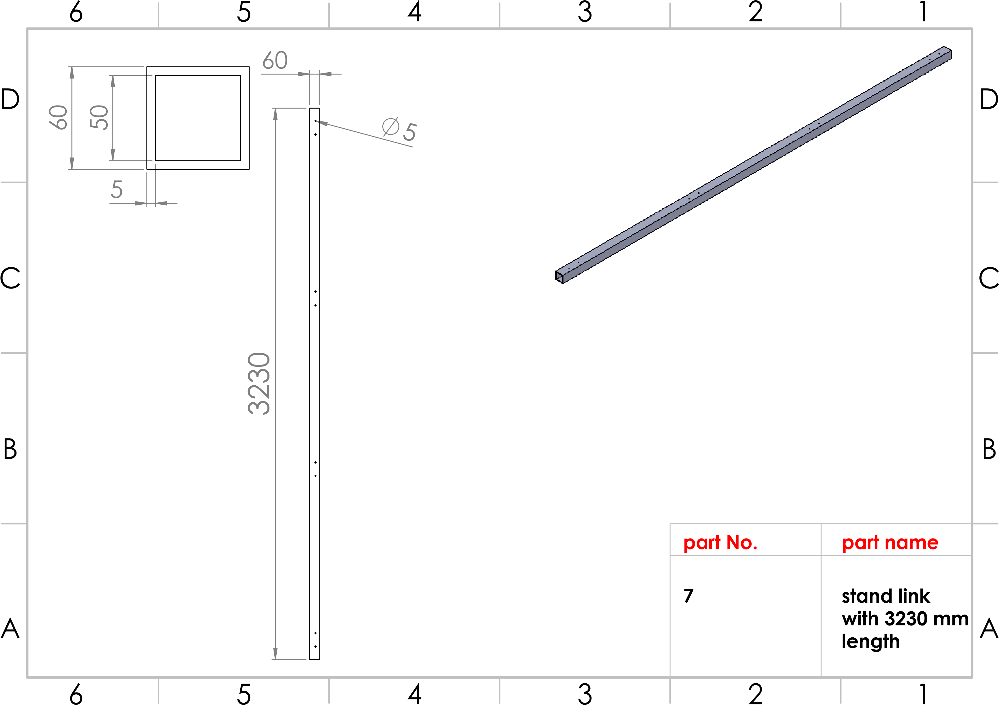 6 5 4 3 2 1
D D
60
60
50
⌀5
5
C C
3230
B B
part No. part name
7 stand link
with 3230 mm
length
A A
6 5 4 3 2 1